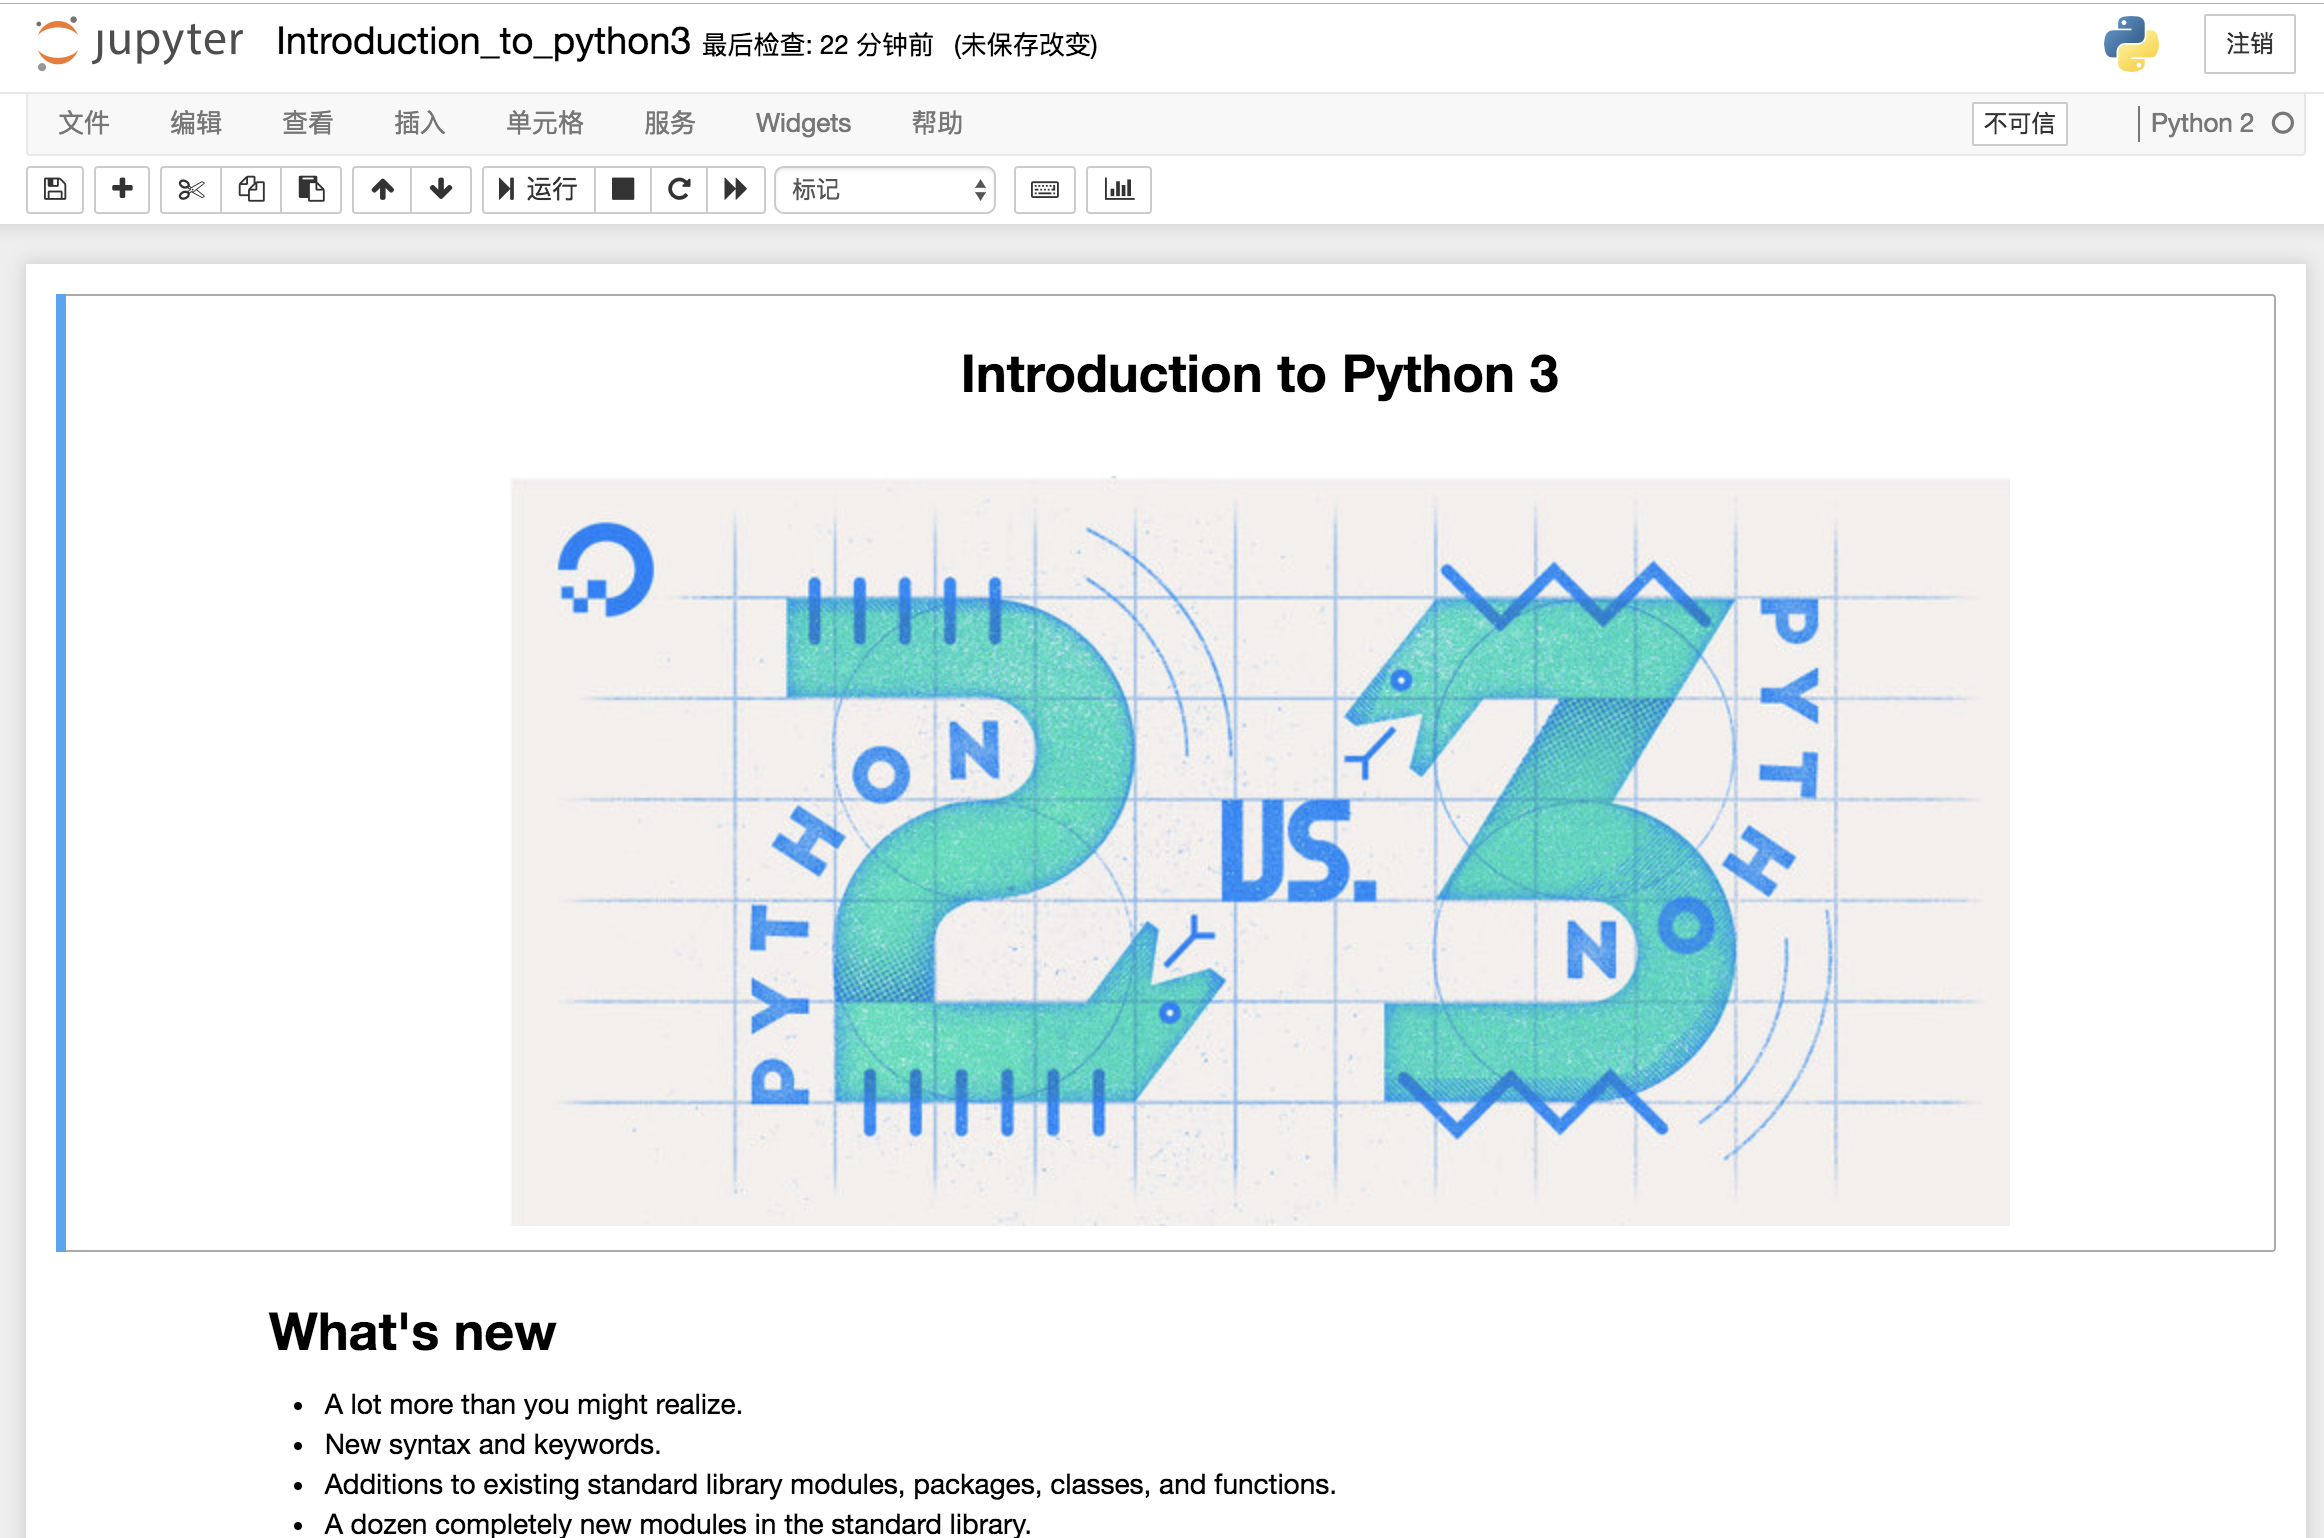 jupyter Introduction_to_python3 最后检查: 22 分钟前 (未保存改变) 注销
文件 编辑 查看 插入 单元格 服务 Widgets 帮助 不可信 Python 2
运行 标记
Introduction to Python 3
PYTHON
VS.
PYTHON
What's new
A lot more than you might realize.
New syntax and keywords.
Additions to existing standard library modules, packages, classes, and functions.
A dozen completely new modules in the standard library.